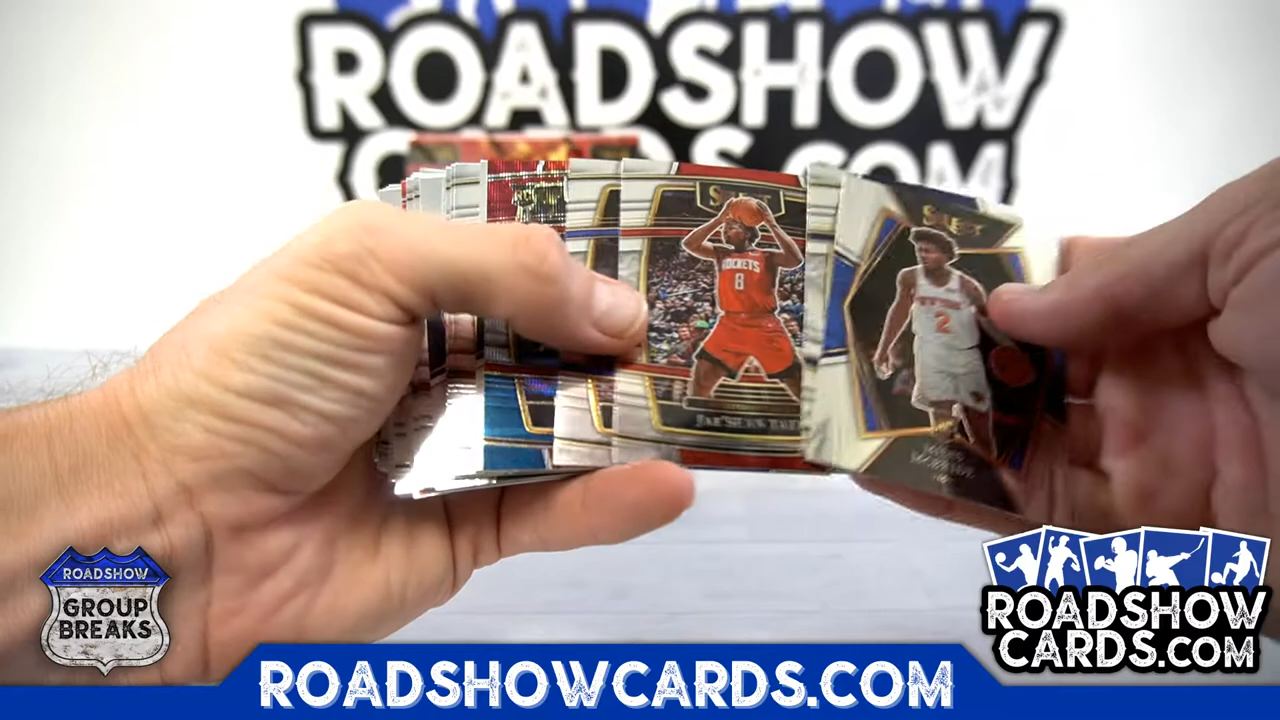 ROADSHOW
CARDS.COM
SELECT
ROCKETS
8
SELECT
NEW YORK
2
ROADSHOW
GROUP
BREAKS
ROADSHOWCARDS.COM
ROADSHOW
CARDS.COM